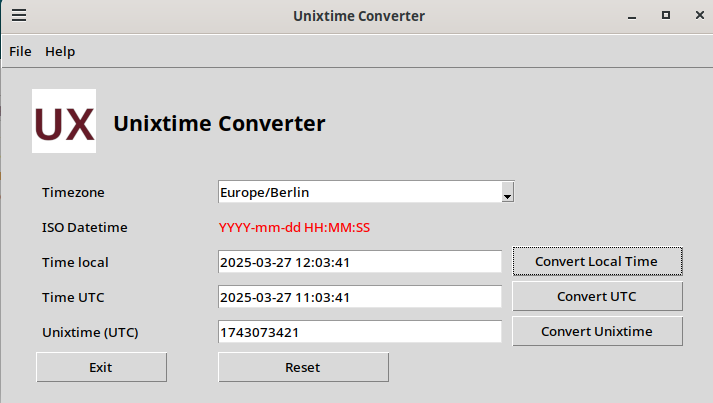 Unixtime Converter
File Help
UX Unixtime Converter
Timezone Europe/Berlin
ISO Datetime YYYY-mm-dd HH:MM:SS
Time local 2025-03-27 12:03:41 Convert Local Time
Time UTC 2025-03-27 11:03:41 Convert UTC
Unixtime (UTC) 1743073421 Convert Unixtime
Exit Reset